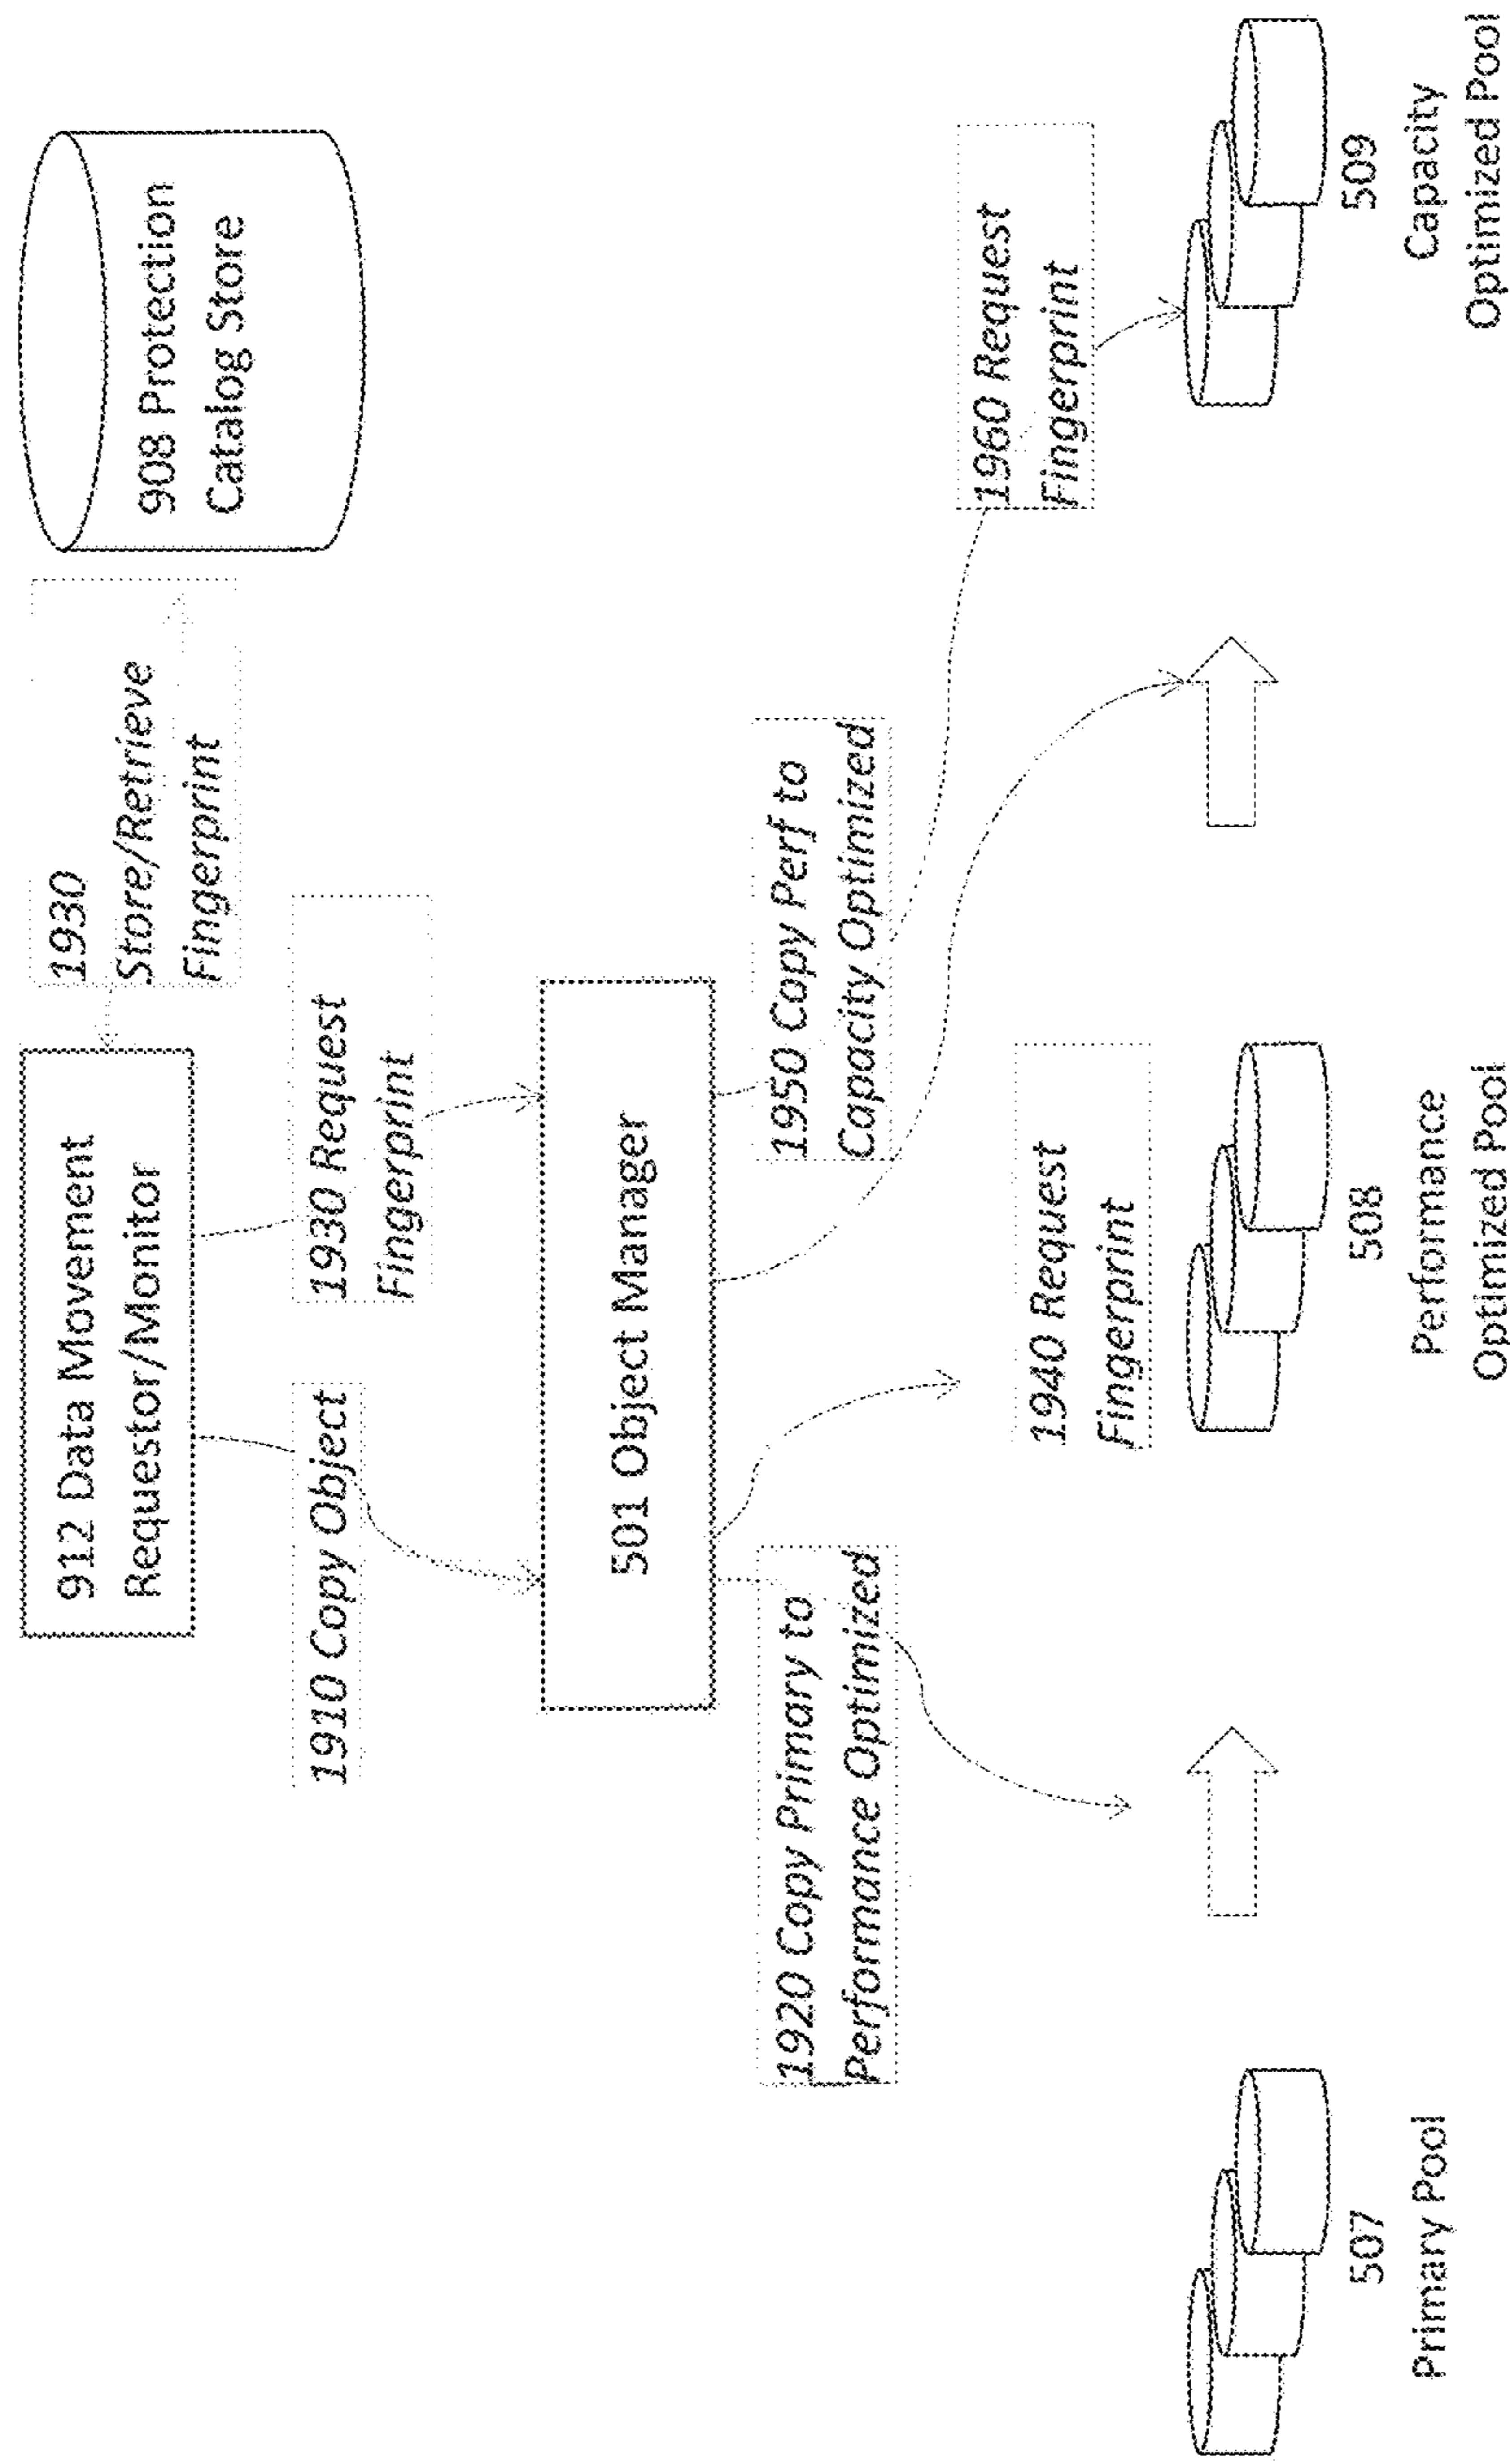 912 Data Movement
Requestor/Monitor
1930
Store/Retrieve
Fingerprint
908 Protection
Catalog Store
1910 Copy Object
1930 Request
Fingerprint
501 Object Manager
1920 Copy Primary to
Performance Optimized
1950 Copy Perf to
Capacity Optimized
1940 Request
Fingerprint
1960 Request
Fingerprint
507
Primary Pool
508
Performance
Optimized Pool
509
Capacity
Optimized Pool